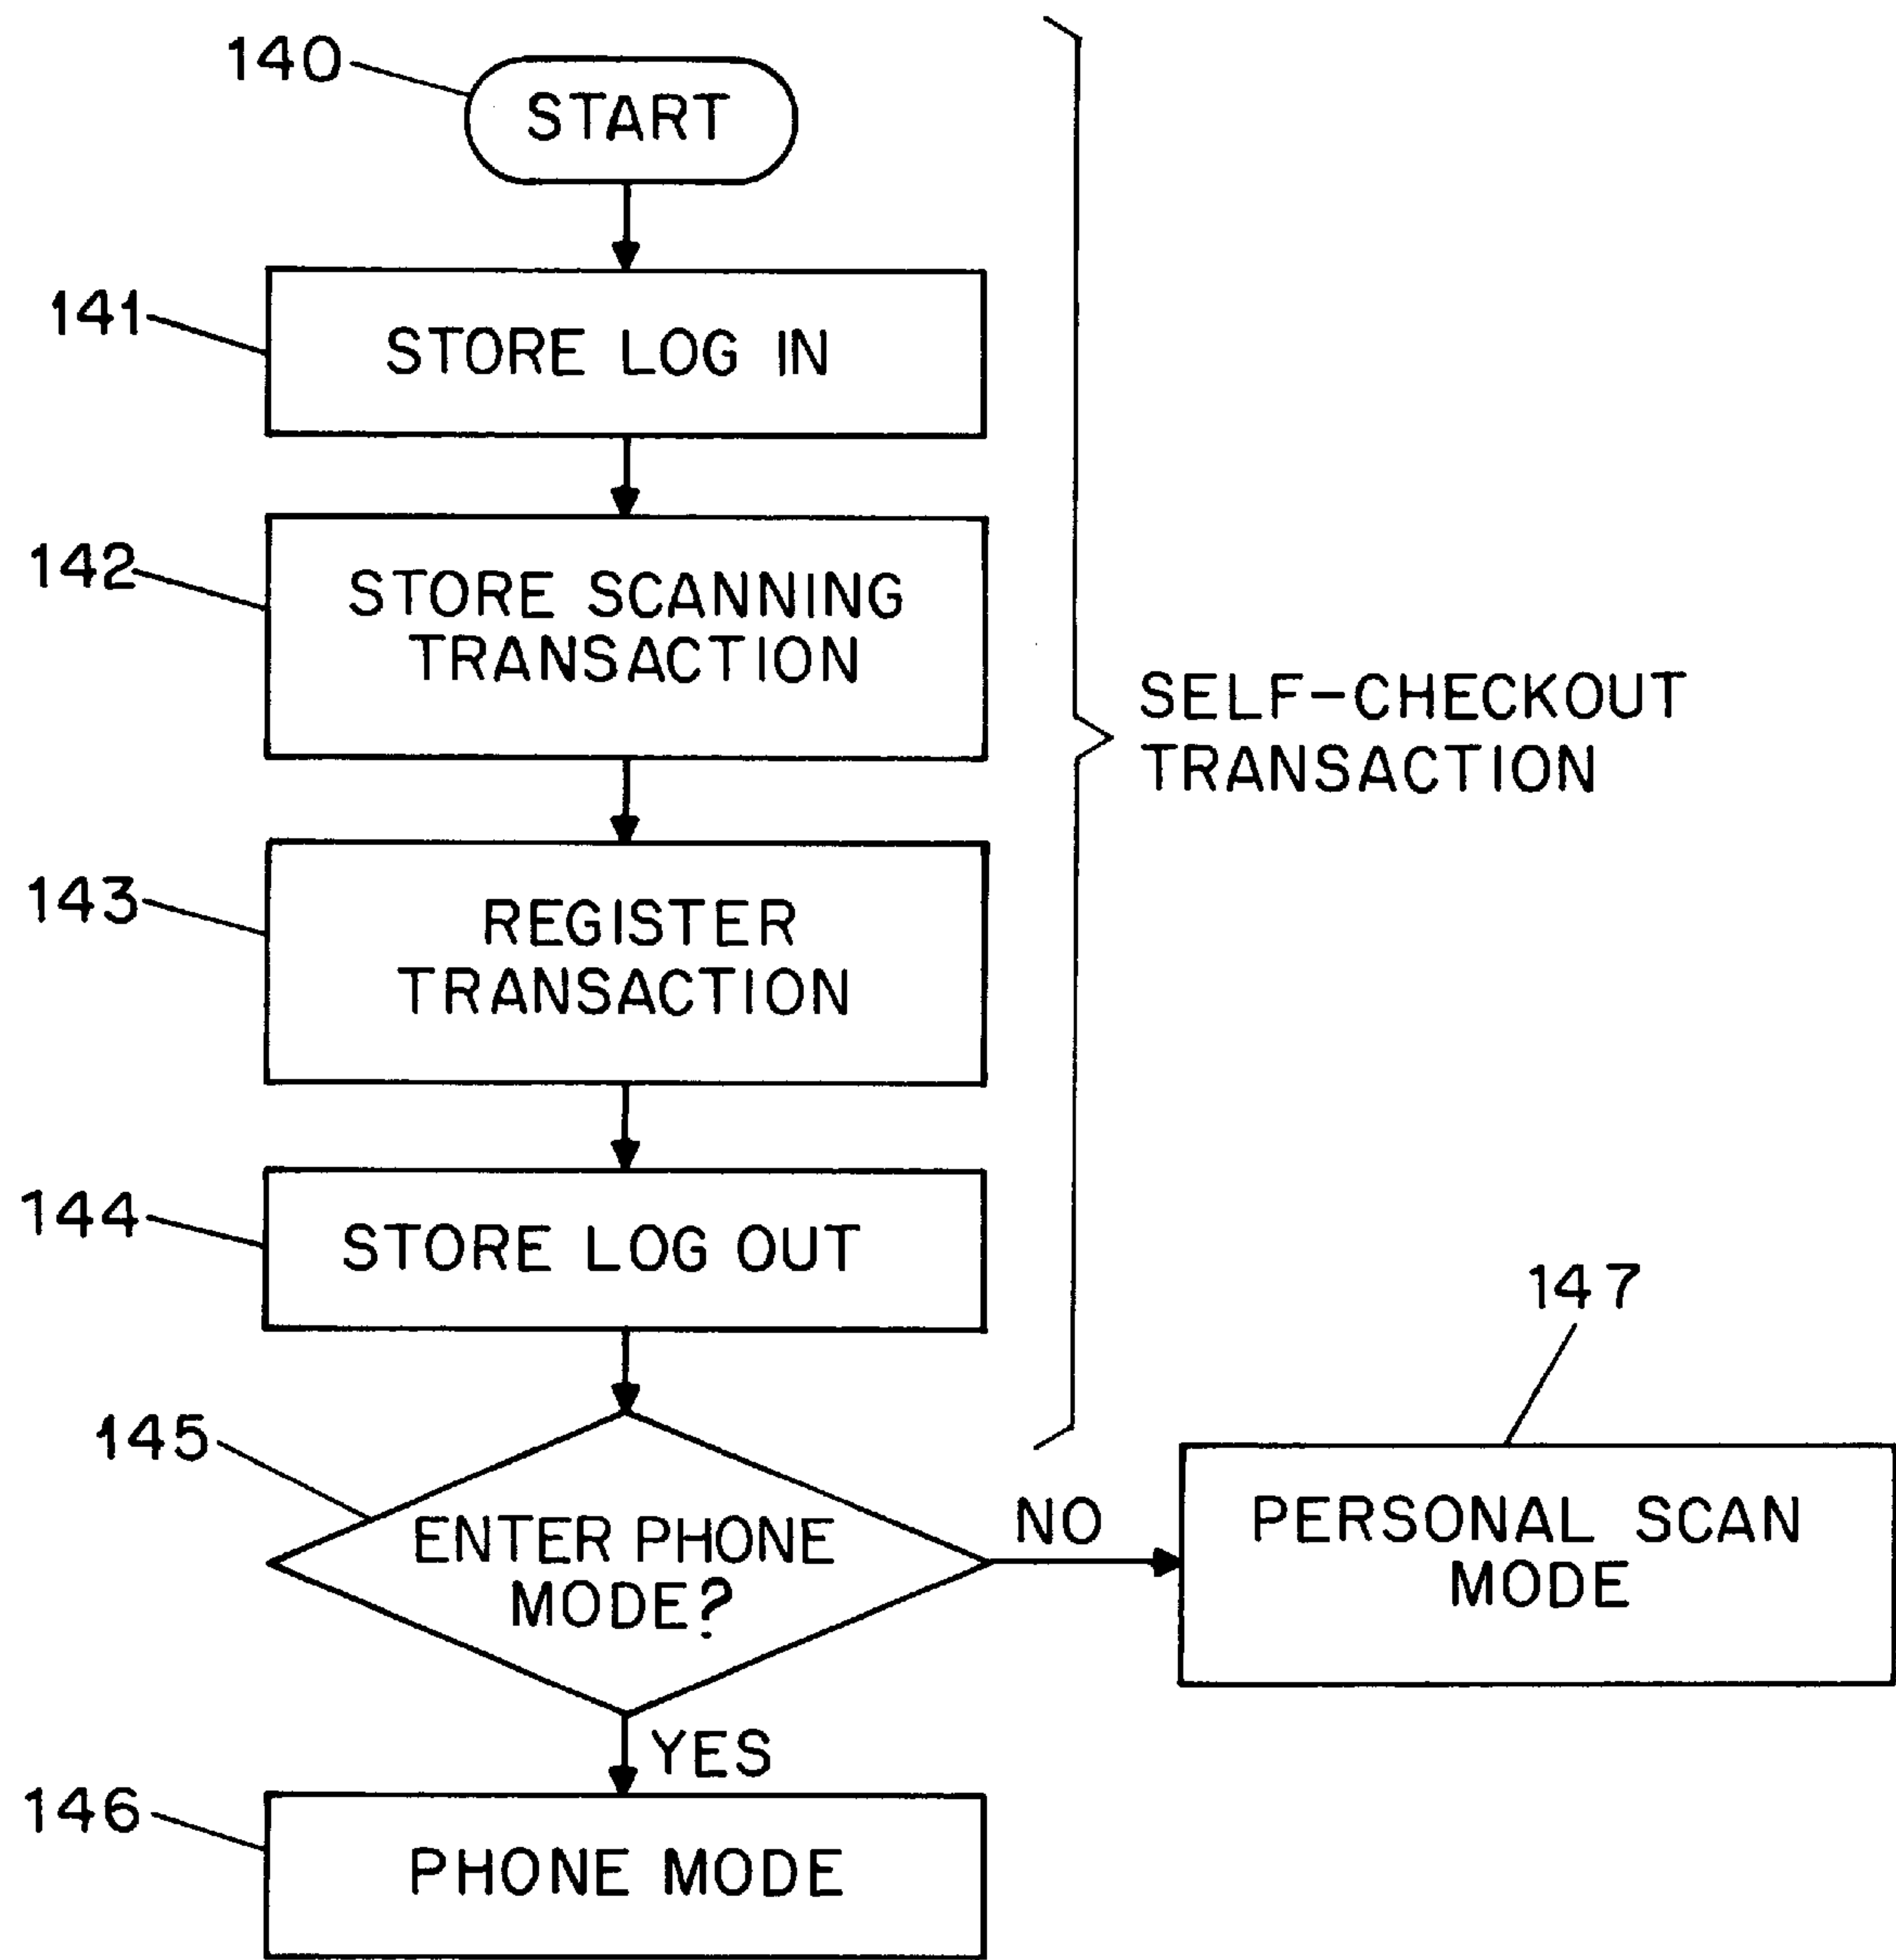 140
START
141
STORE LOG IN
142
STORE SCANNING
TRANSACTION
SELF-CHECKOUT
TRANSACTION
143
REGISTER
TRANSACTION
144
STORE LOG OUT
145
ENTER PHONE
MODE?
NO
147
PERSONAL SCAN
MODE
YES
146
PHONE MODE